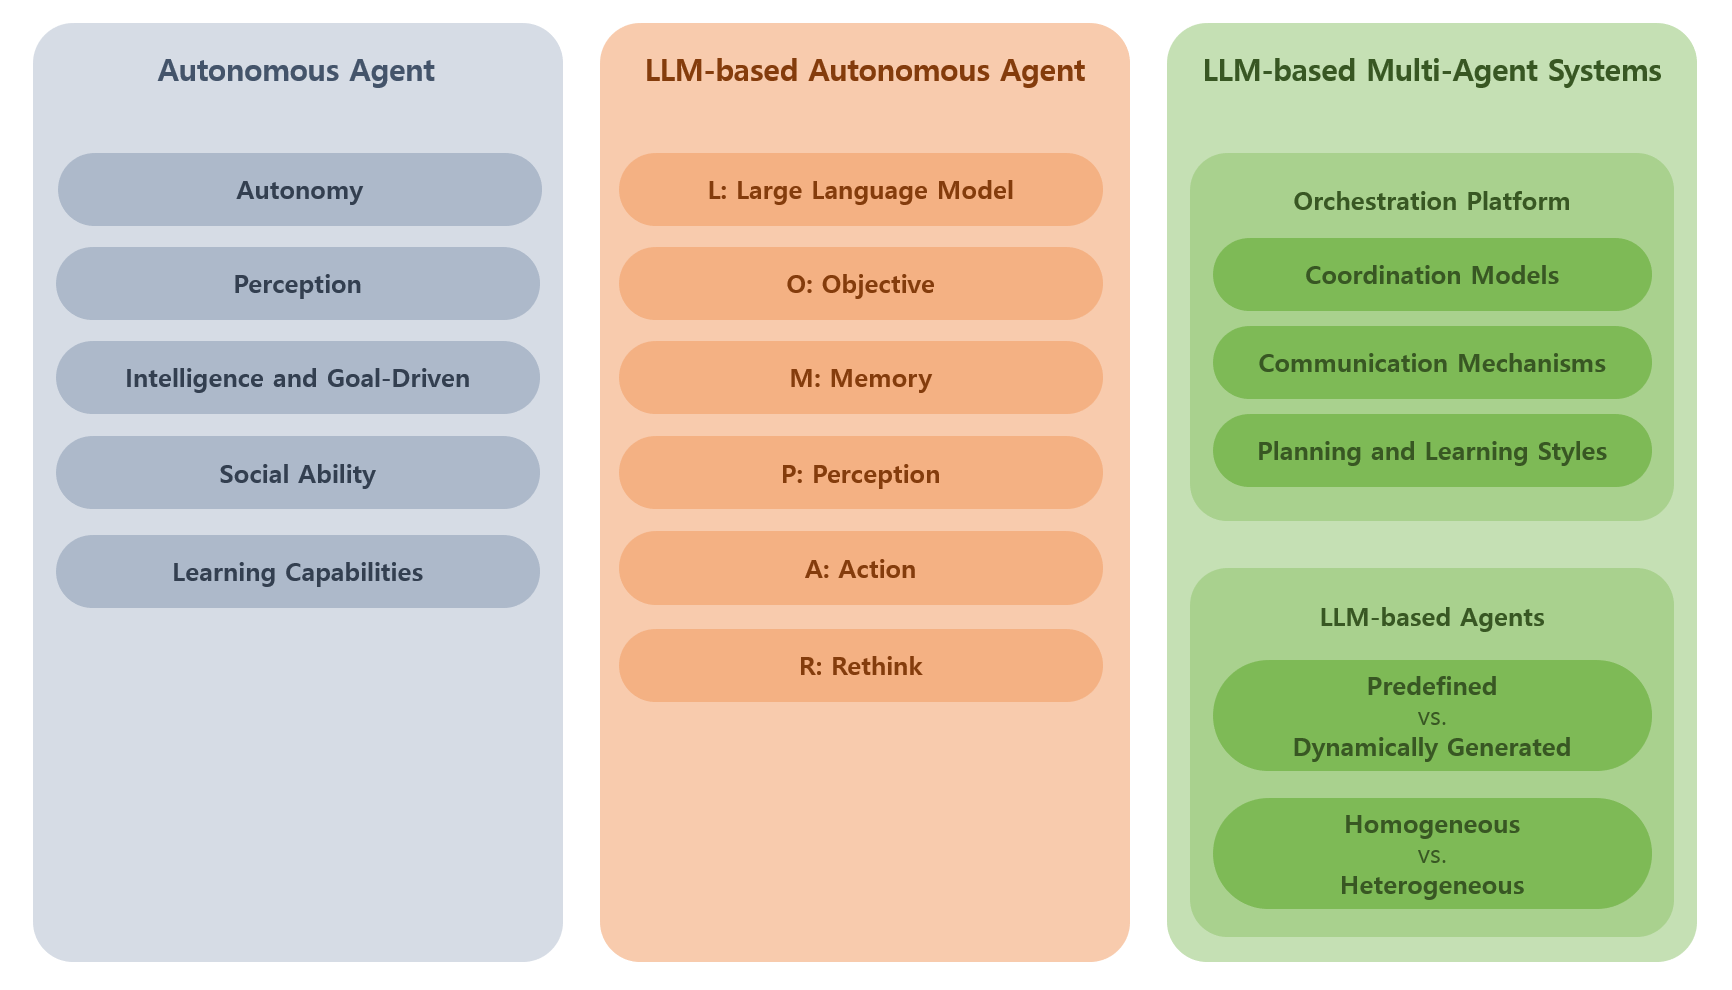 Autonomous Agent
Autonomy
Perception
Intelligence and Goal-Driven
Social Ability
Learning Capabilities
LLM-based Autonomous Agent
L: Large Language Model
O: Objective
M: Memory
P: Perception
A: Action
R: Rethink
LLM-based Multi-Agent Systems
Orchestration Platform
Coordination Models
Communication Mechanisms
Planning and Learning Styles
LLM-based Agents
Predefined
vs.
Dynamically Generated
Homogeneous
vs.
Heterogeneous